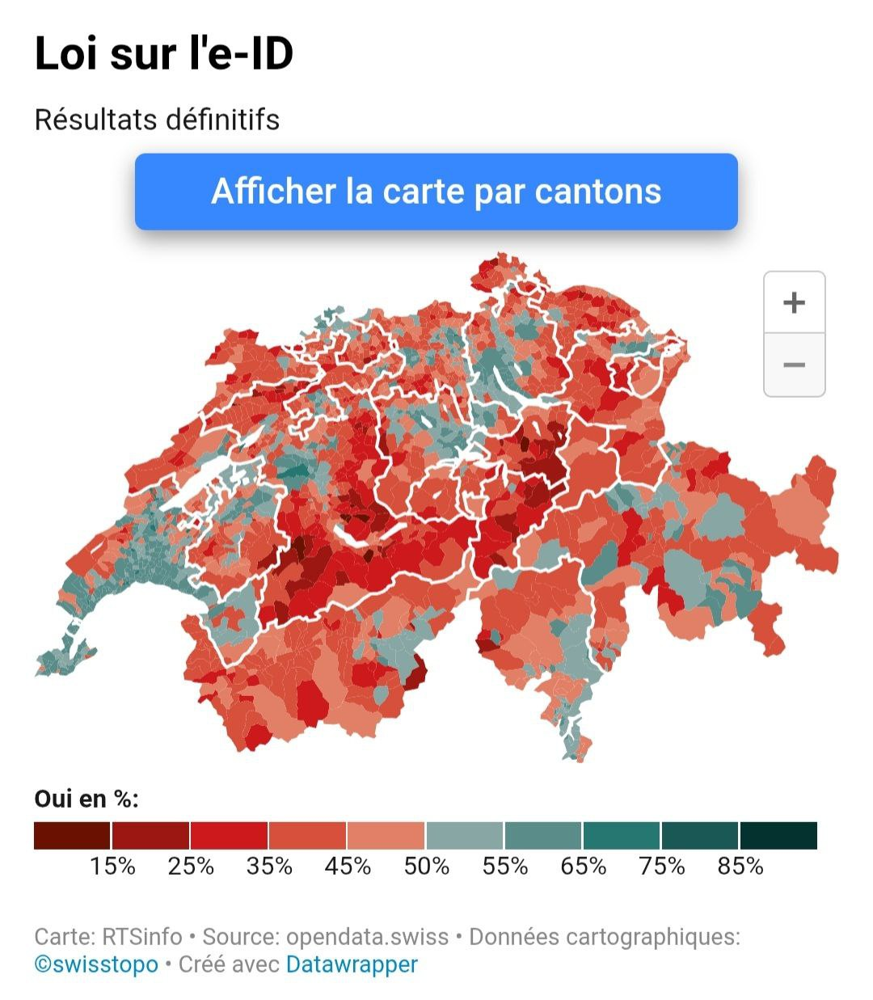 Loi sur l'e-ID
Résultats définitifs
Afficher la carte par cantons
+
−
Oui en %:
15% 25% 35% 45% 50% 55% 65% 75% 85%
Carte: RTSinfo • Source: opendata.swiss • Données cartographiques:
©swisstopo • Créé avec Datawrapper